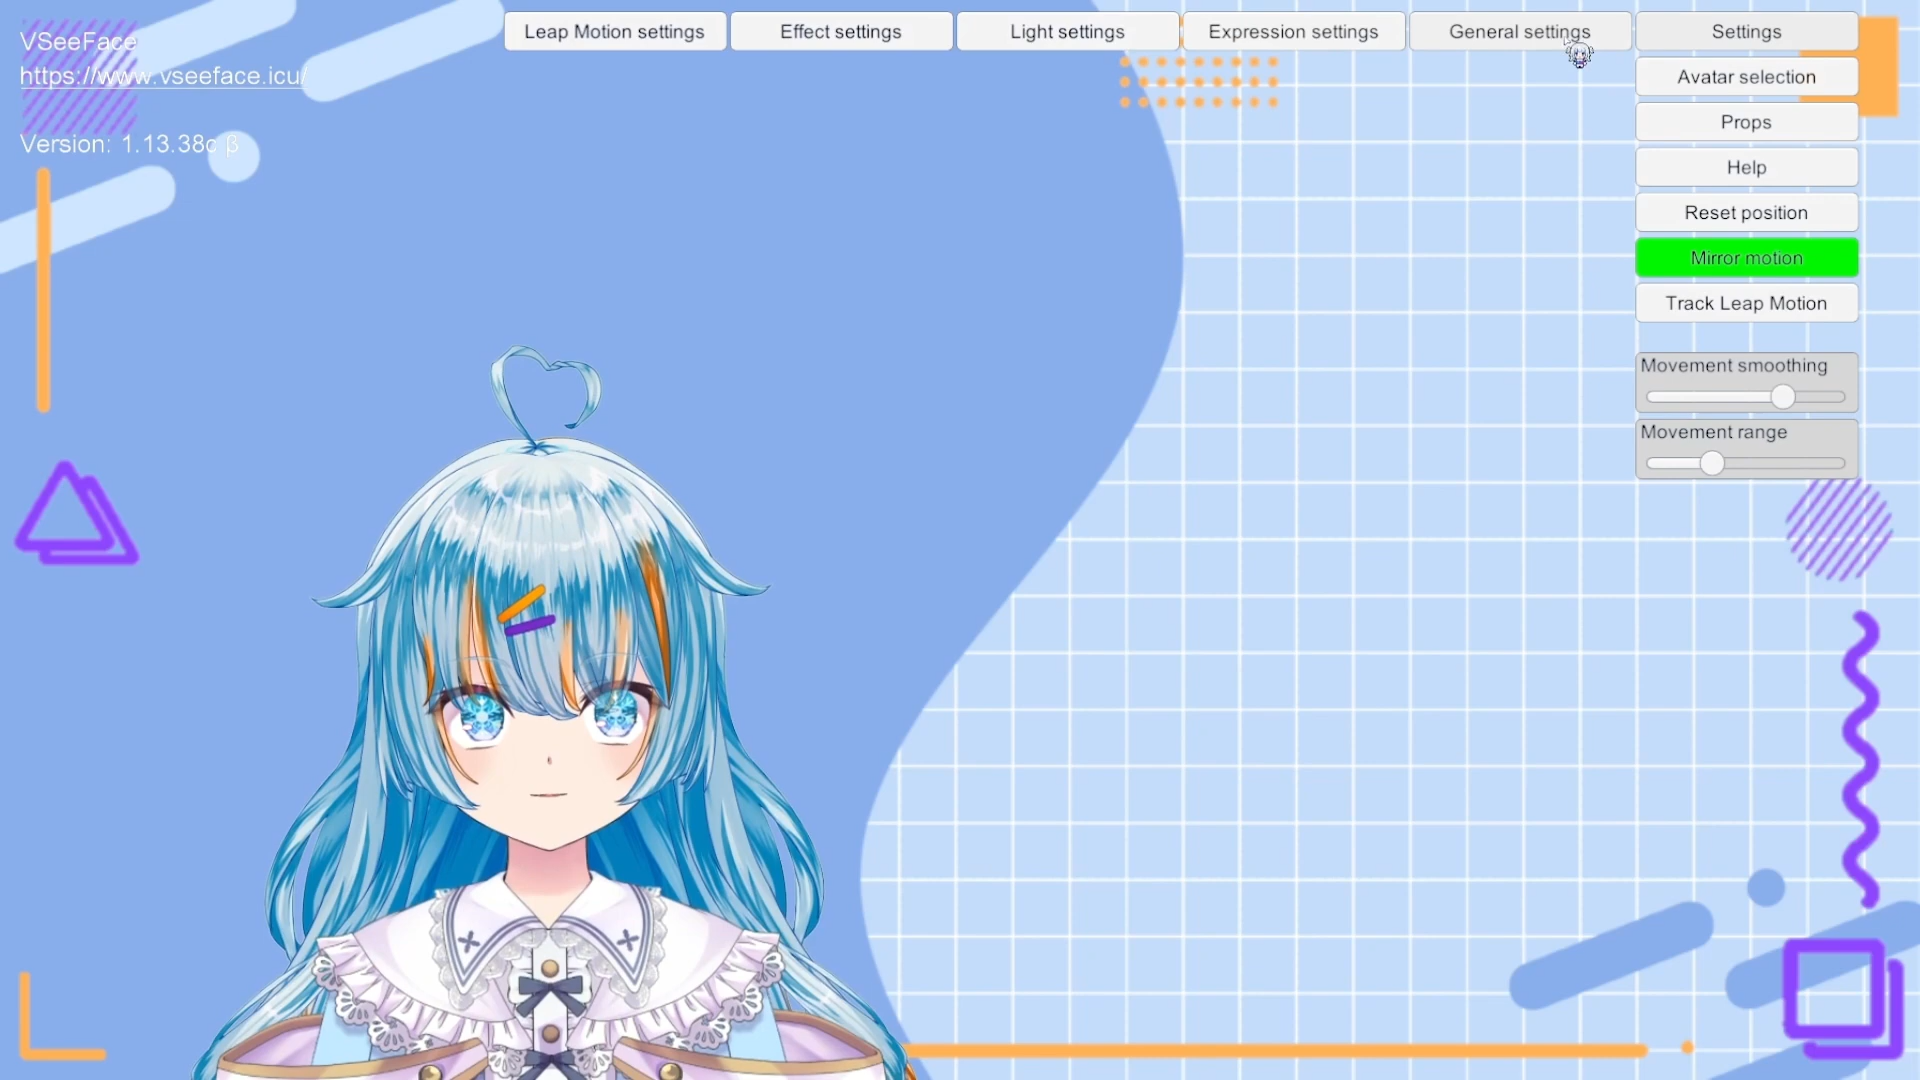 VSeeFace
https://www.vseeface.icu/
Version: 1.13.38c β
Leap Motion settings
Effect settings
Light settings
Expression settings
General settings
Settings
Avatar selection
Props
Help
Reset position
Mirror motion
Track Leap Motion
Movement smoothing
Movement range